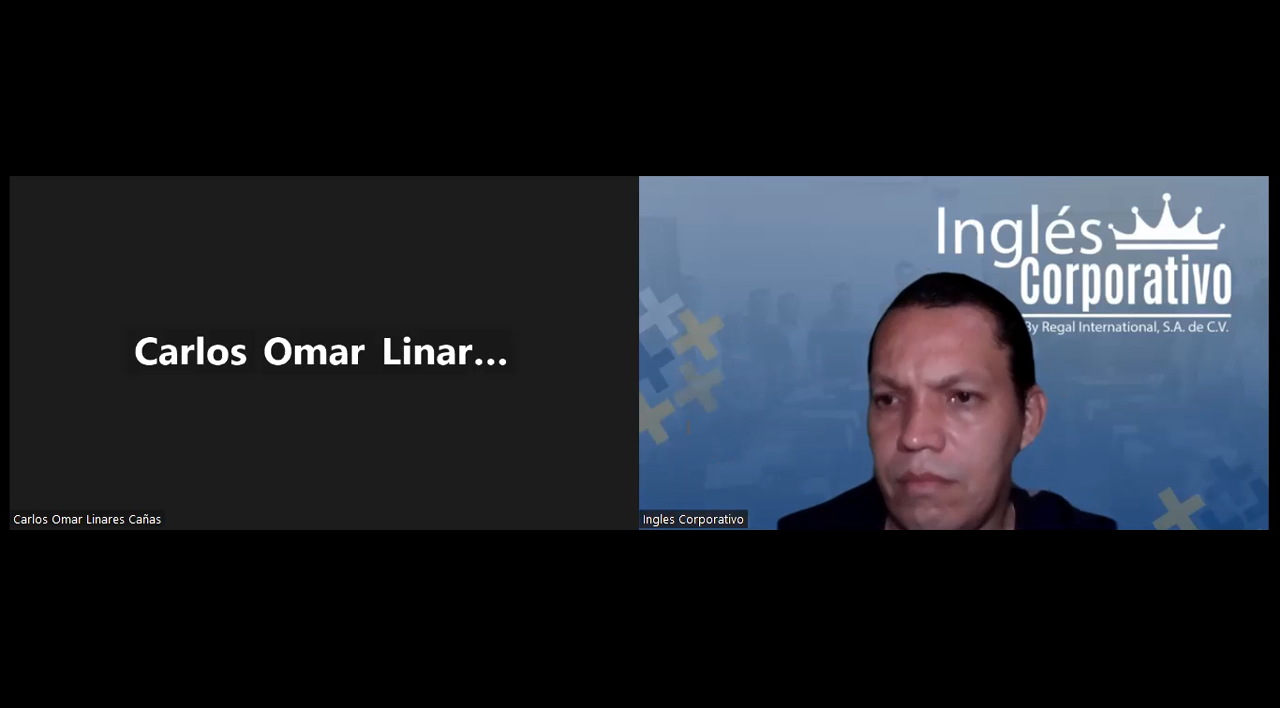 Carlos Omar Linar...
Carlos Omar Linares Cañas
Inglés
Corporativo
By Regal International, S.A. de C.V.
Ingles Corporativo